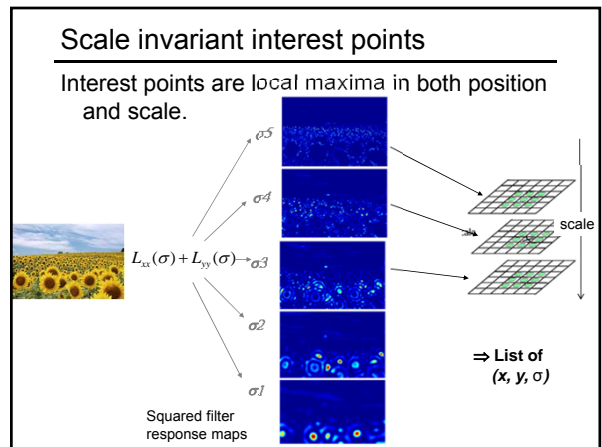 Scale invariant interest points
Interest points are local maxima in both position
and scale.
σ5
σ4
L_xx(σ) + L_yy(σ)
σ3
σ2
σ1
scale
⇒ List of
(x, y, σ)
Squared filter
response maps